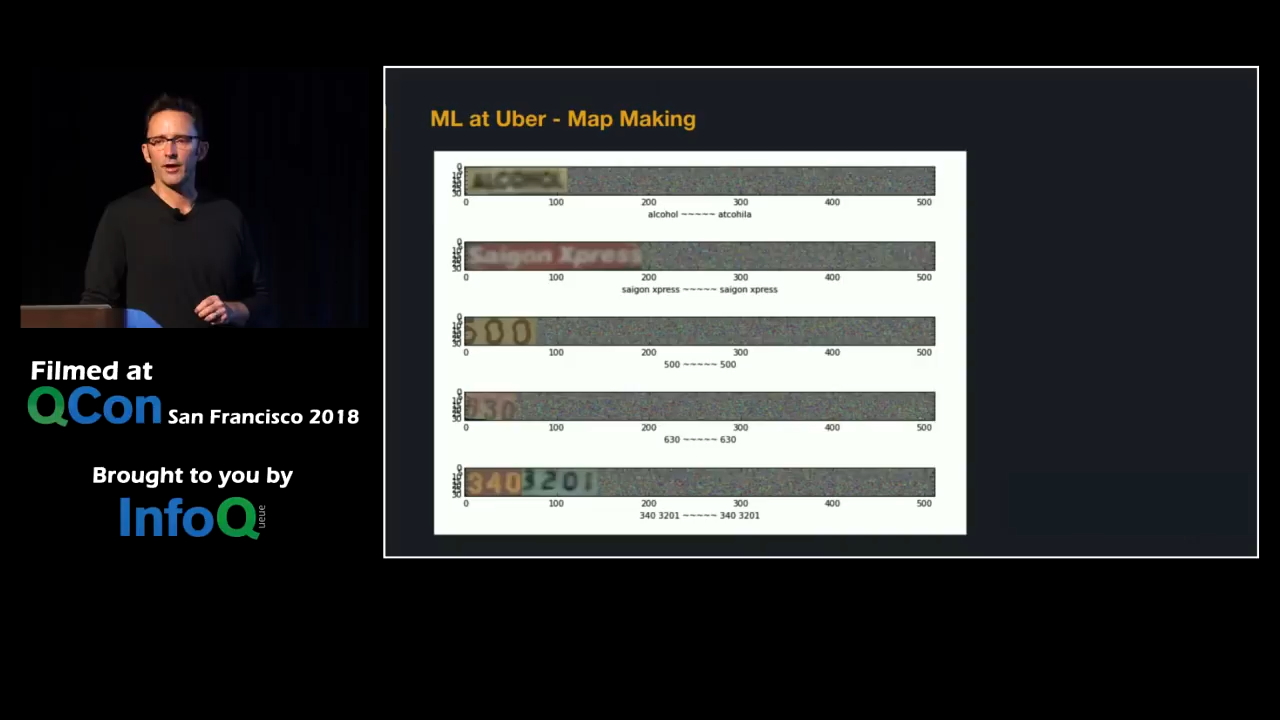 ML at Uber - Map Making
ALCOHOL
0 100 200 300 400 500
alcohol ~~~~~ atcohila
Saigon Xpress
0 100 200 300 400 500
saigon xpress ~~~~~ saigon xpress
500
0 100 200 300 400 500
500 ~~~~~ 500
630
0 100 200 300 400 500
630 ~~~~~ 630
340 3201
0 100 200 300 400 500
340 3201 ~~~~~ 340 3201
Filmed at
QCon San Francisco 2018
Brought to you by
InfoQ
queue